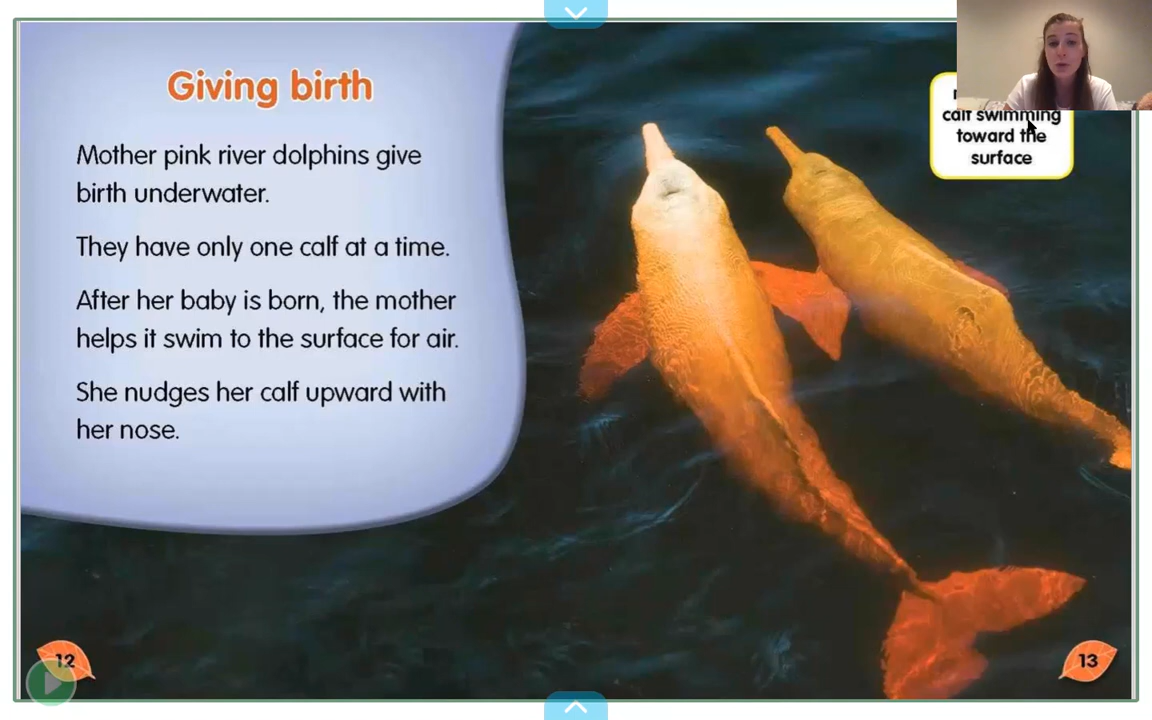 Giving birth
Mother pink river dolphins give
birth underwater.
They have only one calf at a time.
After her baby is born, the mother
helps it swim to the surface for air.
She nudges her calf upward with
her nose.
calf swimming
toward the
surface
12
13